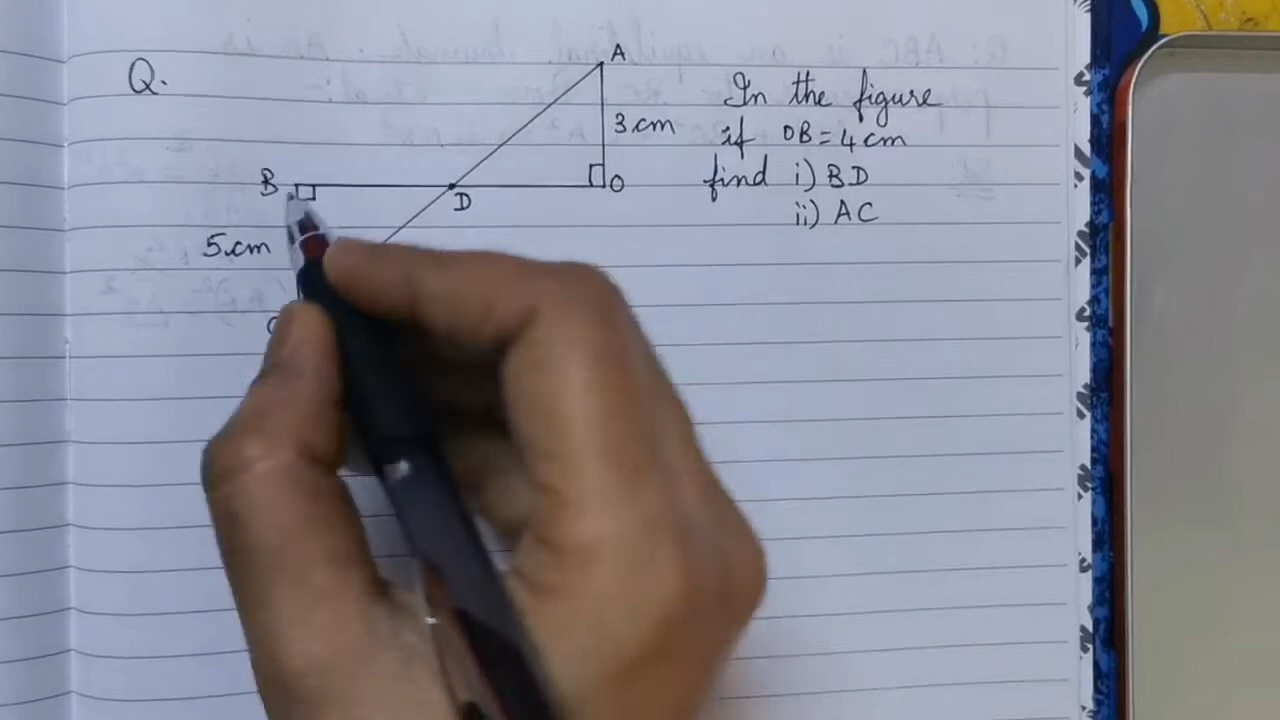 Q.
A
In the figure
3 cm
if OB = 4 cm
B
D
O
find i) BD
ii) AC
5 cm